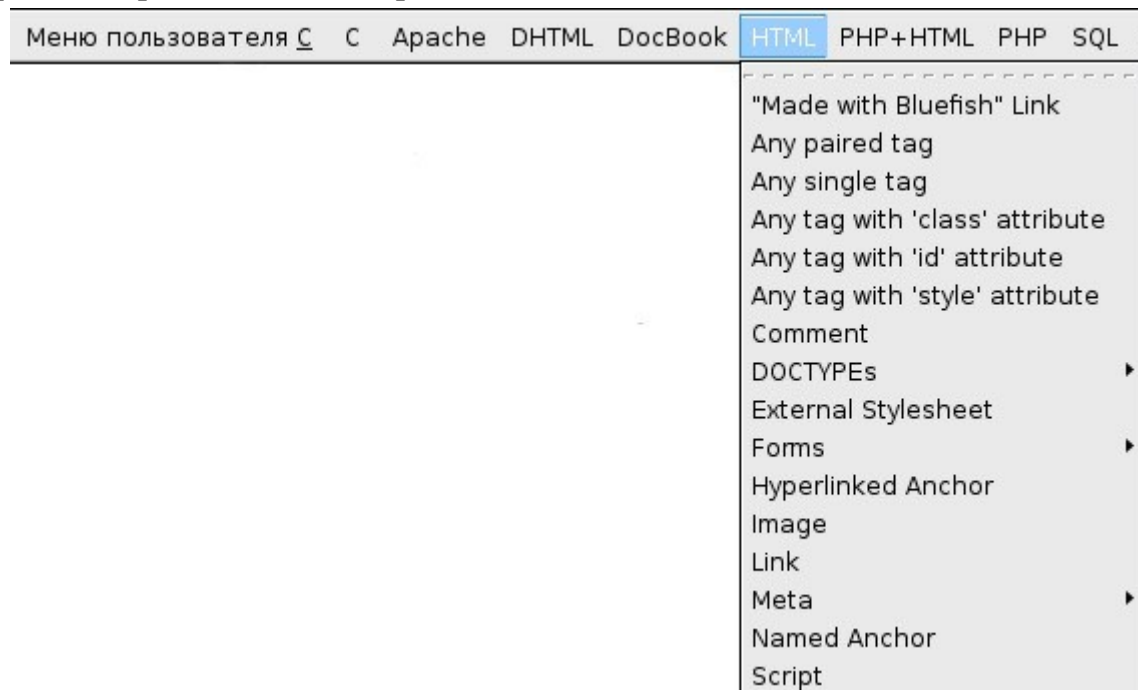 Меню пользователя C C Apache DHTML DocBook HTML PHP+HTML PHP SQL
"Made with Bluefish" Link
Any paired tag
Any single tag
Any tag with 'class' attribute
Any tag with 'id' attribute
Any tag with 'style' attribute
Comment
DOCTYPEs
External Stylesheet
Forms
Hyperlinked Anchor
Image
Link
Meta
Named Anchor
Script